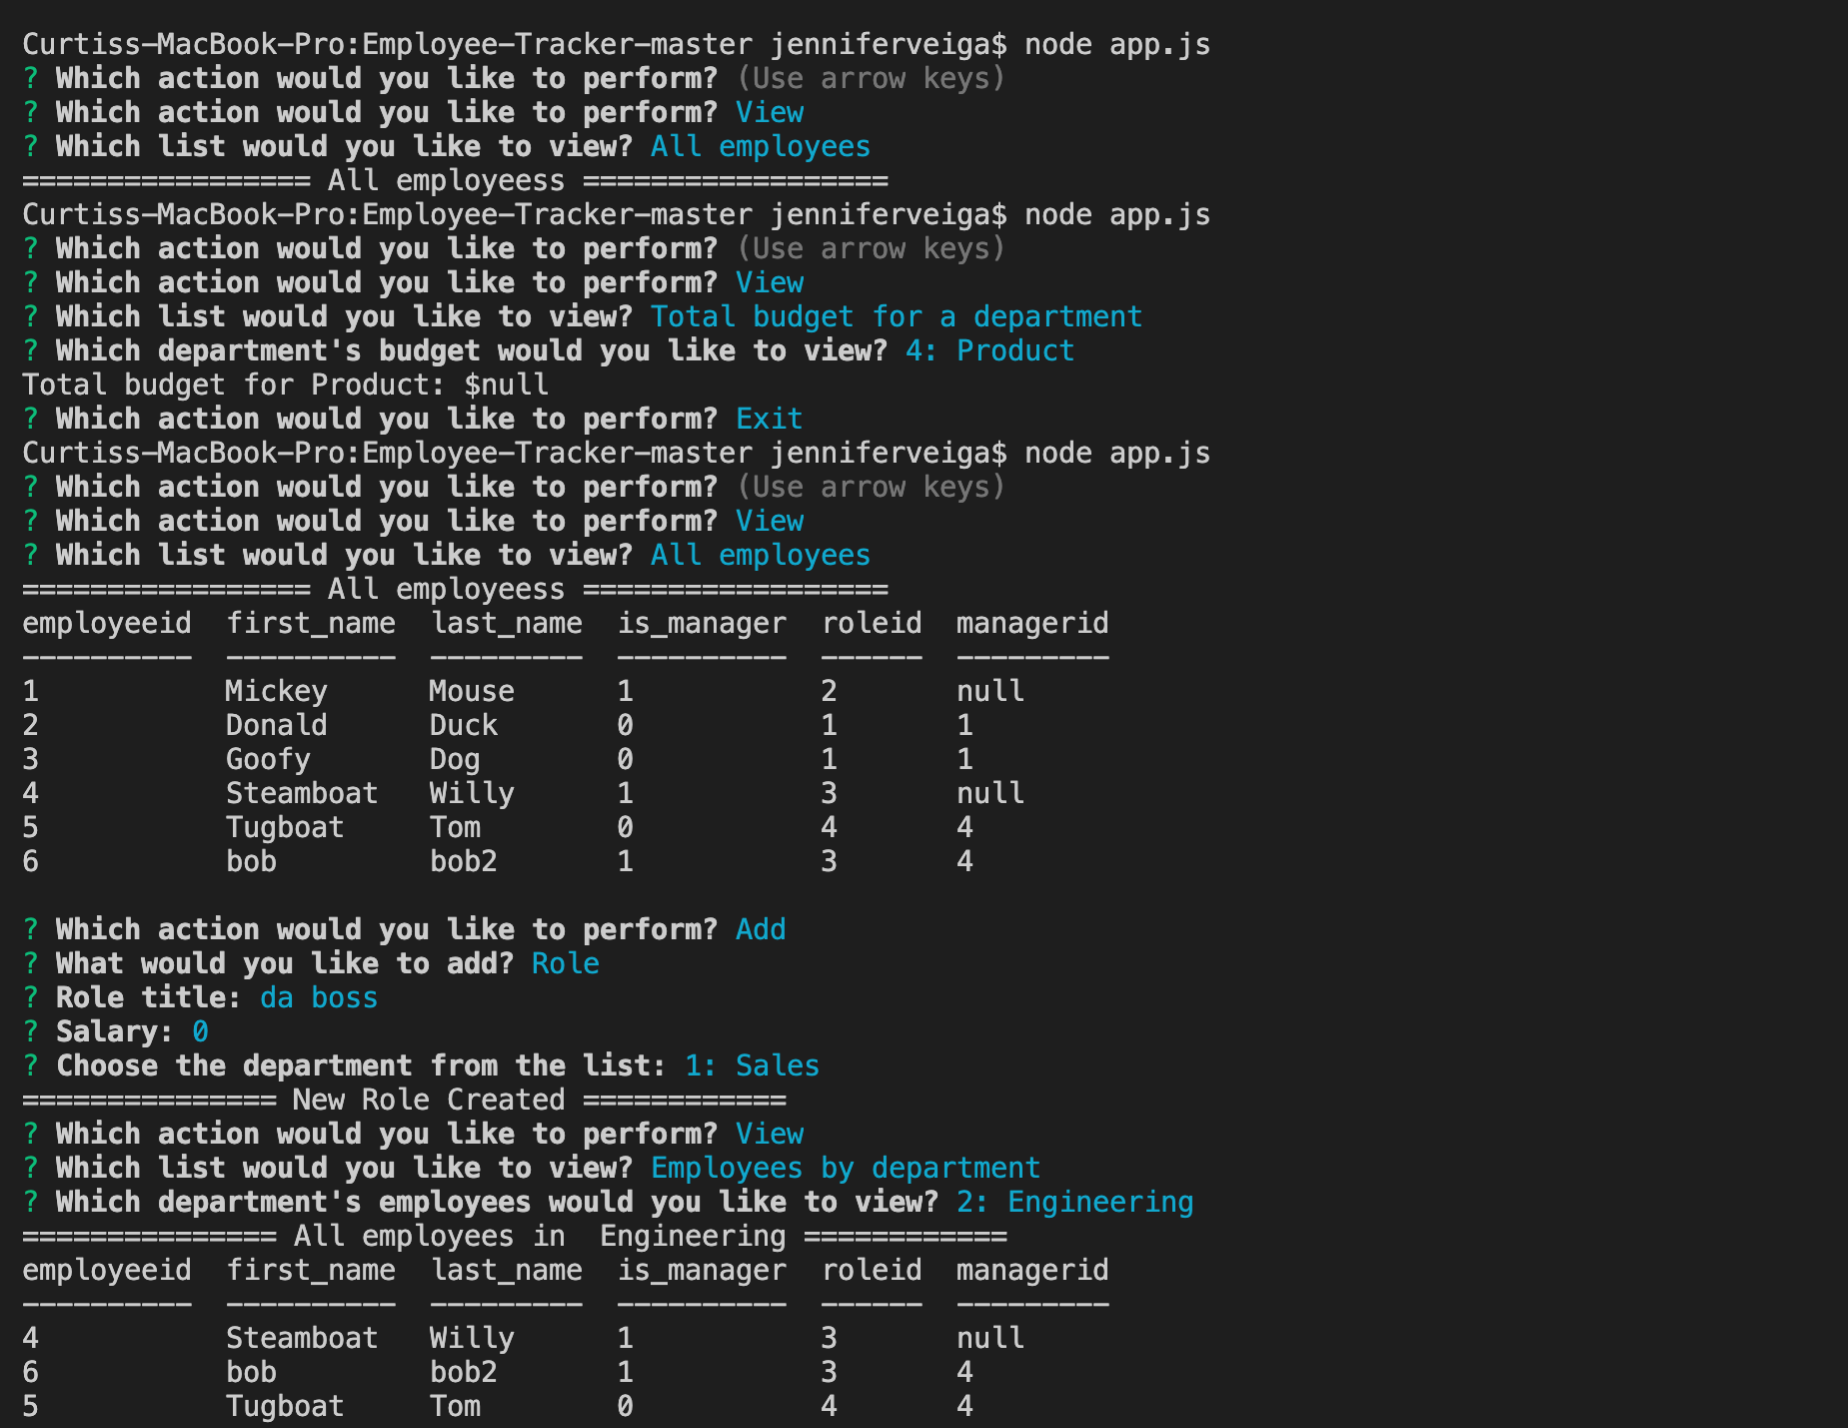 Curtiss-MacBook-Pro:Employee-Tracker-master jenniferveiga$ node app.js
? Which action would you like to perform? (Use arrow keys)
? Which action would you like to perform? View
? Which list would you like to view? All employees
================= All employeess ==================
Curtiss-MacBook-Pro:Employee-Tracker-master jenniferveiga$ node app.js
? Which action would you like to perform? (Use arrow keys)
? Which action would you like to perform? View
? Which list would you like to view? Total budget for a department
? Which department's budget would you like to view? 4: Product
Total budget for Product: $null
? Which action would you like to perform? Exit
Curtiss-MacBook-Pro:Employee-Tracker-master jenniferveiga$ node app.js
? Which action would you like to perform? (Use arrow keys)
? Which action would you like to perform? View
? Which list would you like to view? All employees
================= All employeess ==================
employeeid  first_name  last_name  is_manager  roleid  managerid
----------  ----------  ---------  ----------  ------  ---------
1           Mickey      Mouse      1           2       null
2           Donald      Duck       0           1       1
3           Goofy       Dog        0           1       1
4           Steamboat   Willy      1           3       null
5           Tugboat     Tom        0           4       4
6           bob         bob2       1           3       4
? Which action would you like to perform? Add
? What would you like to add? Role
? Role title: da boss
? Salary: 0
? Choose the department from the list: 1: Sales
=============== New Role Created ============
? Which action would you like to perform? View
? Which list would you like to view? Employees by department
? Which department's employees would you like to view? 2: Engineering
=============== All employees in  Engineering ============
employeeid  first_name  last_name  is_manager  roleid  managerid
----------  ----------  ---------  ----------  ------  ---------
4           Steamboat   Willy      1           3       null
6           bob         bob2       1           3       4
5           Tugboat     Tom        0           4       4